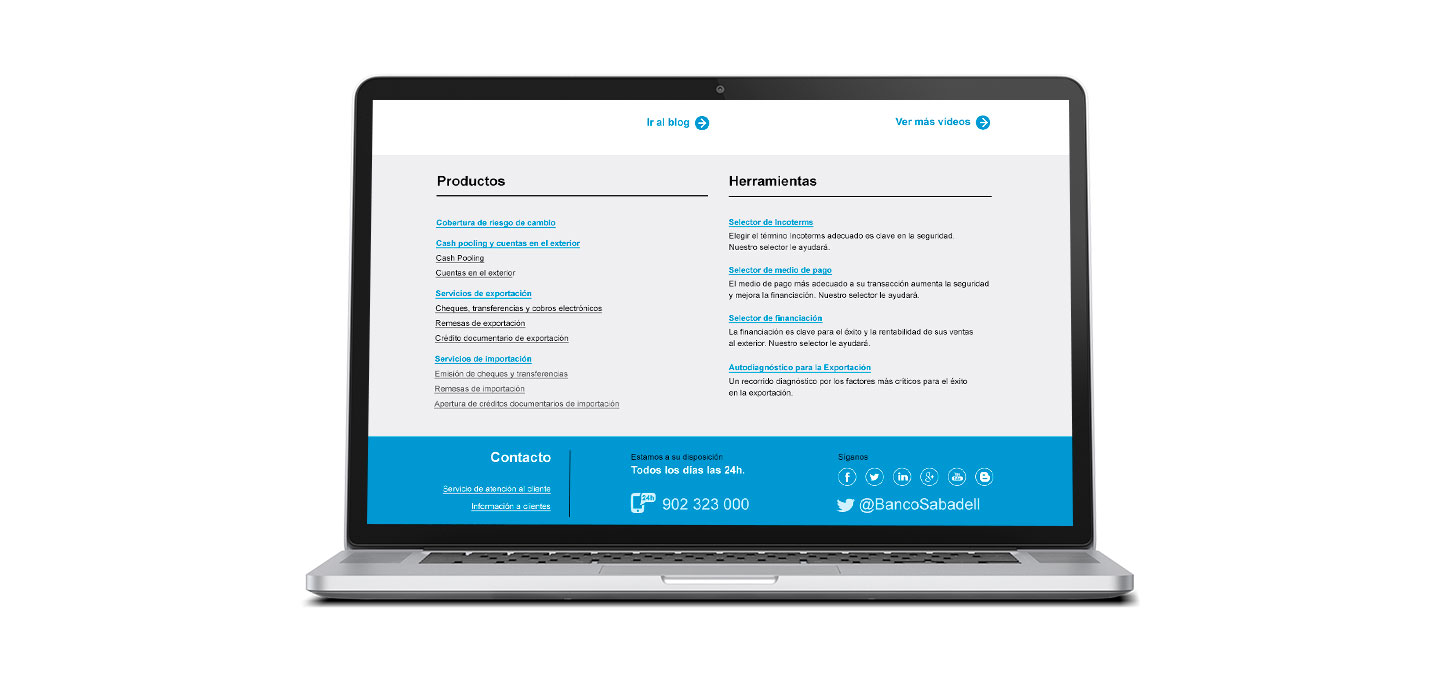 Ir al blog
Ver más vídeos
Productos
Cobertura de riesgo de cambio
Cash pooling y cuentas en el exterior
Cash Pooling
Cuentas en el exterior
Servicios de exportación
Cheques, transferencias y cobros electrónicos
Remesas de exportación
Crédito documentario de exportación
Servicios de importación
Emisión de cheques y transferencias
Remesas de importación
Apertura de créditos documentarios de importación
Herramientas
Selector de Incoterms
Elegir el término Incoterms adecuado es clave en la seguridad.
Nuestro selector le ayudará.
Selector de medio de pago
El medio de pago más adecuado a su transacción aumenta la seguridad
y mejora la financiación. Nuestro selector le ayudará.
Selector de financiación
La financiación es clave para el éxito y la rentabilidad de sus ventas
al exterior. Nuestro selector le ayudará.
Autodiagnóstico para la Exportación
Un recorrido diagnóstico por los factores más críticos para el éxito
en la exportación.
Contacto
Servicio de atención al cliente
Información a clientes
Estamos a su disposición
Todos los días las 24h.
24h
902 323 000
Síganos
@BancoSabadell